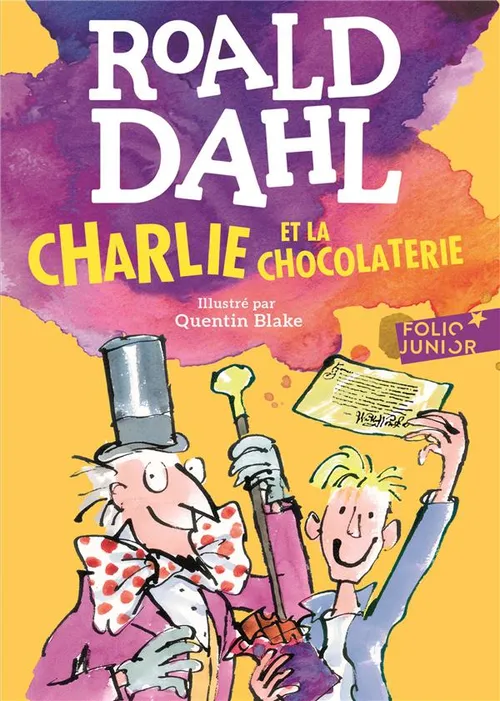 ROALD
DAHL
CHARLIE
ET LA
CHOCOLATERIE
Illustré par
Quentin Blake
FOLIO
JUNIOR